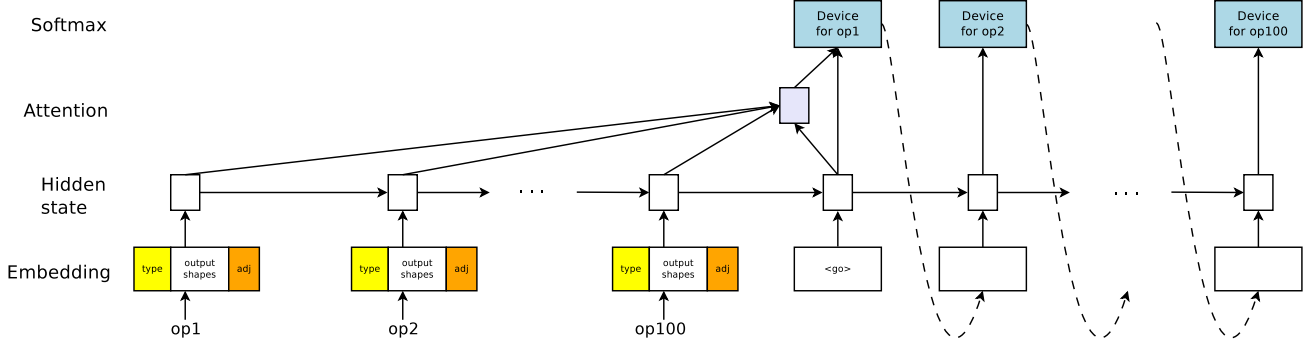 Softmax
Device
for op1
Device
for op2
Device
for op100
Attention
Hidden
state
. . .
. . .
Embedding
type
output
shapes
adj
type
output
shapes
adj
type
output
shapes
adj
<go>
op1
op2
op100